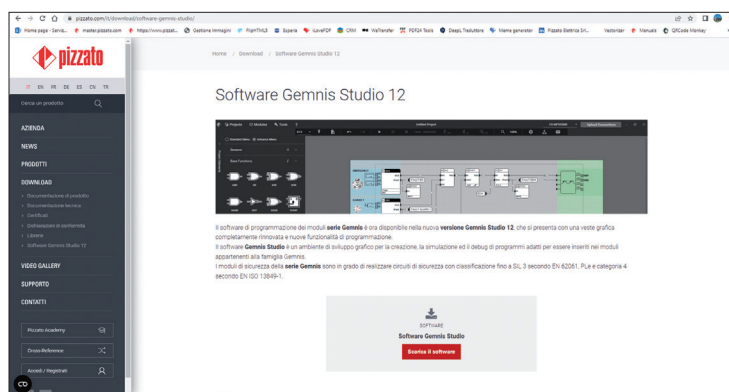 pizzato.com/it/download/software-gemnis-studio/
master.pizzato.com
Gestione Immagini
FlipHTML5
Esperia
iLovePDF
CRM
WeTransfer
PDF24 Tools
DeepL Traduttore
Meme generator
Pizzato Elettrica Srl...
Vectorizer
Manuals
QRCode Monkey
pizzato
IT EN FR DE ES CN TR
Cerca un prodotto
AZIENDA
NEWS
PRODOTTI
DOWNLOAD
Documentazione di prodotto
Documentazione tecnica
Certificati
Dichiarazioni di conformità
Librerie
Software Gemnis Studio 12
VIDEO GALLERY
SUPPORTO
CONTATTI
Pizzato Academy
Cross-Reference
Accedi / Registrati
Home / Download / Software Gemnis Studio 12
Software Gemnis Studio 12
Il software di programmazione dei moduli serie Gemnis è ora disponibile nella nuova versione Gemnis Studio 12, che si presenta con una veste grafica
completamente rinnovata e nuove funzionalità di programmazione.
Il software Gemnis Studio è un ambiente di sviluppo grafico per la creazione, la simulazione ed il debug di programmi adatti per essere inseriti nei moduli
appartenenti alla famiglia Gemnis.
I moduli di sicurezza della serie Gemnis sono in grado di realizzare circuiti di sicurezza con classificazione fino a SIL 3 secondo EN 62061, PLe e categoria 4
secondo EN ISO 13849-1.
SOFTWARE
Software Gemnis Studio
Scarica il software